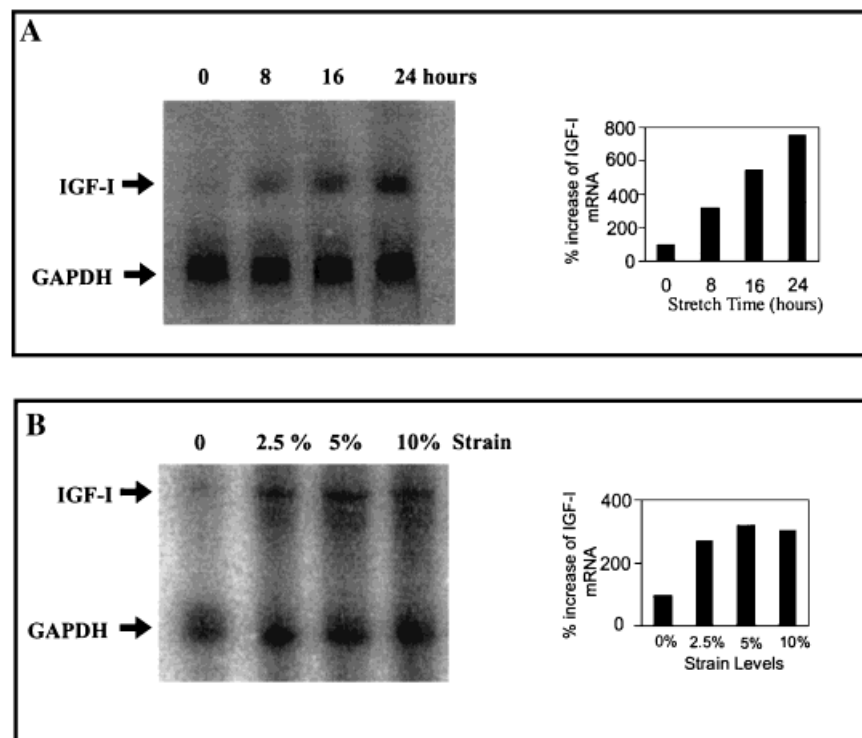 A
0 8 16 24 hours
IGF-I
GAPDH
% increase of IGF-I
mRNA
800
600
400
200
0
0 8 16 24
Stretch Time (hours)
B
0 2.5 % 5% 10% Strain
IGF-I
GAPDH
% increase of IGF-I
mRNA
400
200
0
0% 2.5% 5% 10%
Strain Levels